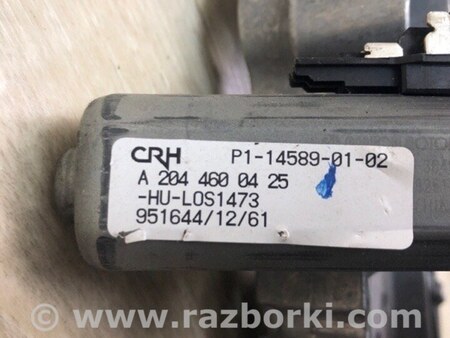 CRH P1-14589-01-02
A 204 460 04 25
-HU-LOS1473
951644/12/61
© www.razborki.com